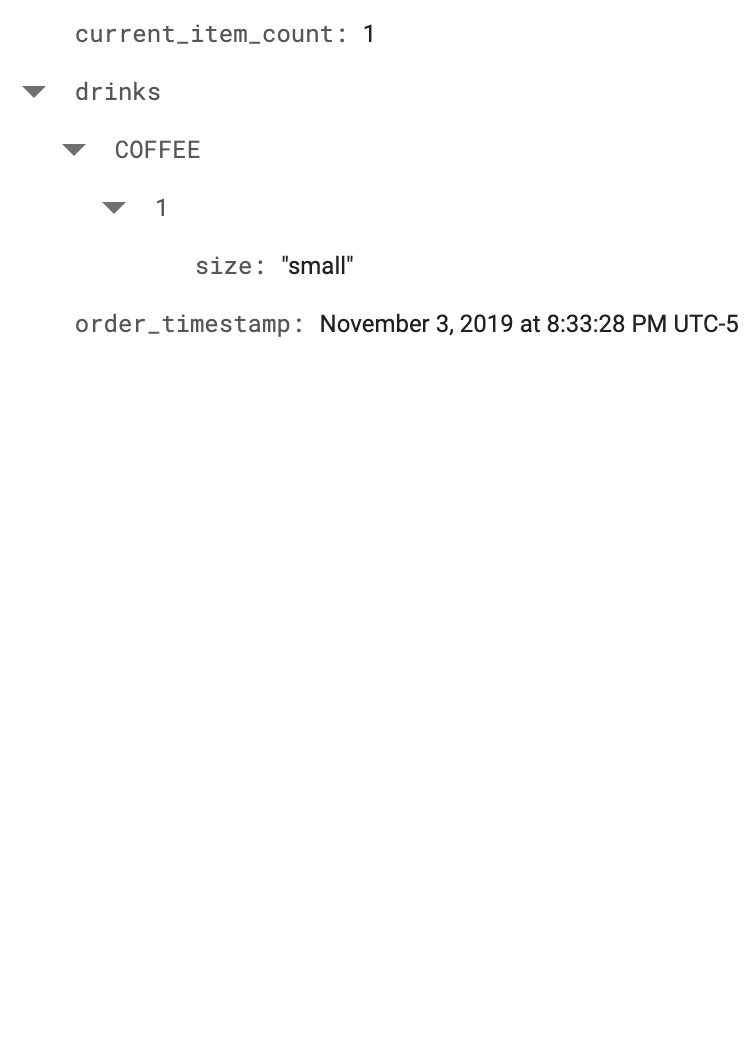 current_item_count: 1
drinks
COFFEE
1
size: "small"
order_timestamp: November 3, 2019 at 8:33:28 PM UTC-5